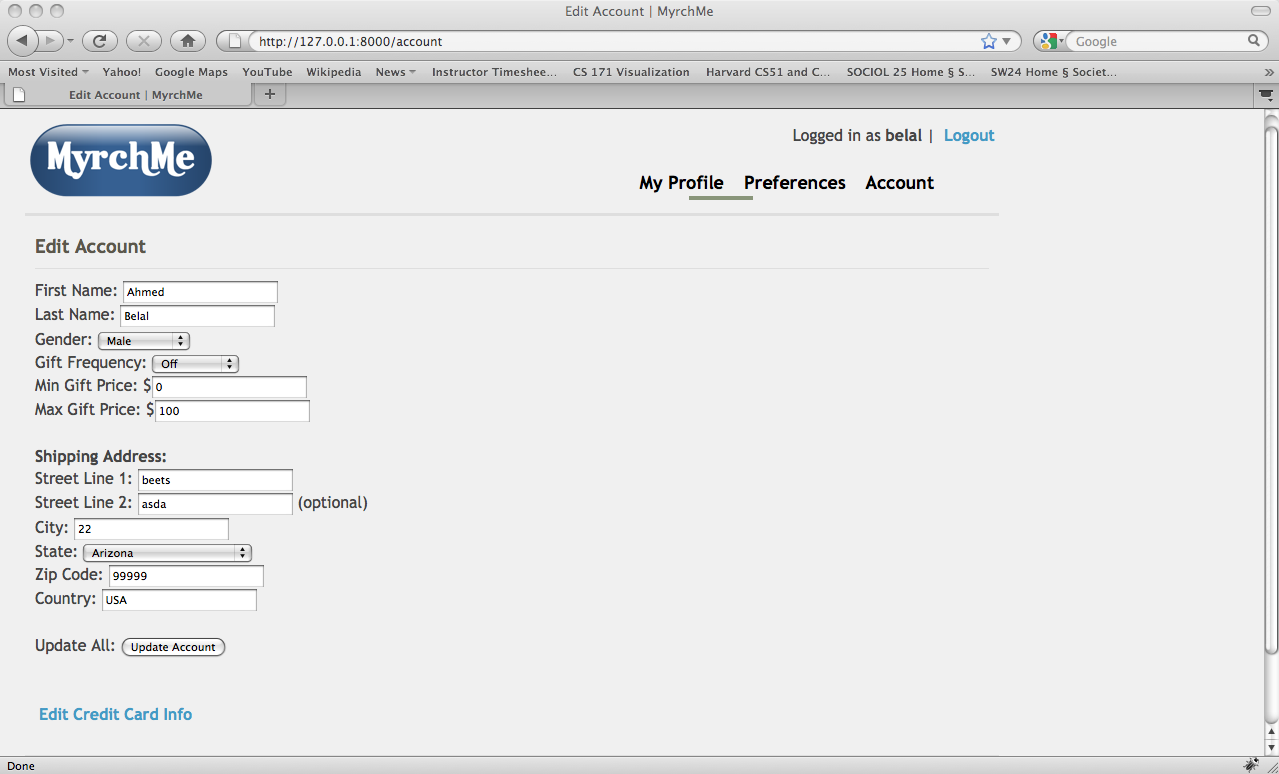 Edit Account | MyrchMe
http://127.0.0.1:8000/account
Google
Most Visited Yahoo! Google Maps YouTube Wikipedia News Instructor Timeshee... CS 171 Visualization Harvard CS51 and C... SOCIOL 25 Home § S... SW24 Home § Societ... »
Edit Account | MyrchMe +
MyrchMe
Logged in as belal | Logout
My Profile Preferences Account
Edit Account
First Name: Ahmed
Last Name: Belal
Gender: Male
Gift Frequency: Off
Min Gift Price: $ 0
Max Gift Price: $ 100
Shipping Address:
Street Line 1: beets
Street Line 2: asda (optional)
City: 22
State: Arizona
Zip Code: 99999
Country: USA
Update All: Update Account
Edit Credit Card Info
Done